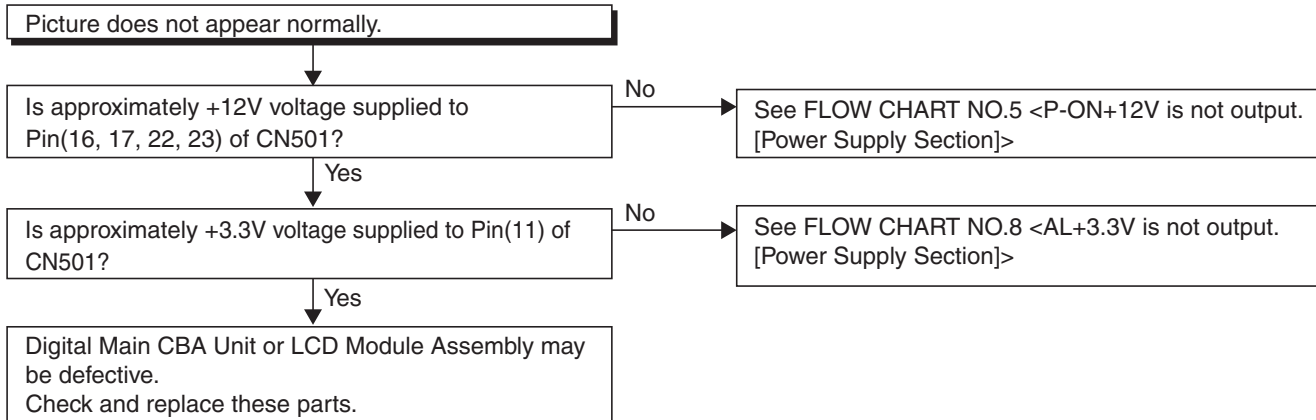 Picture does not appear normally.
Is approximately +12V voltage supplied to
Pin(16, 17, 22, 23) of CN501?
No
See FLOW CHART NO.5 <P-ON+12V is not output.
[Power Supply Section]>
Yes
Is approximately +3.3V voltage supplied to Pin(11) of
CN501?
No
See FLOW CHART NO.8 <AL+3.3V is not output.
[Power Supply Section]>
Yes
Digital Main CBA Unit or LCD Module Assembly may
be defective.
Check and replace these parts.